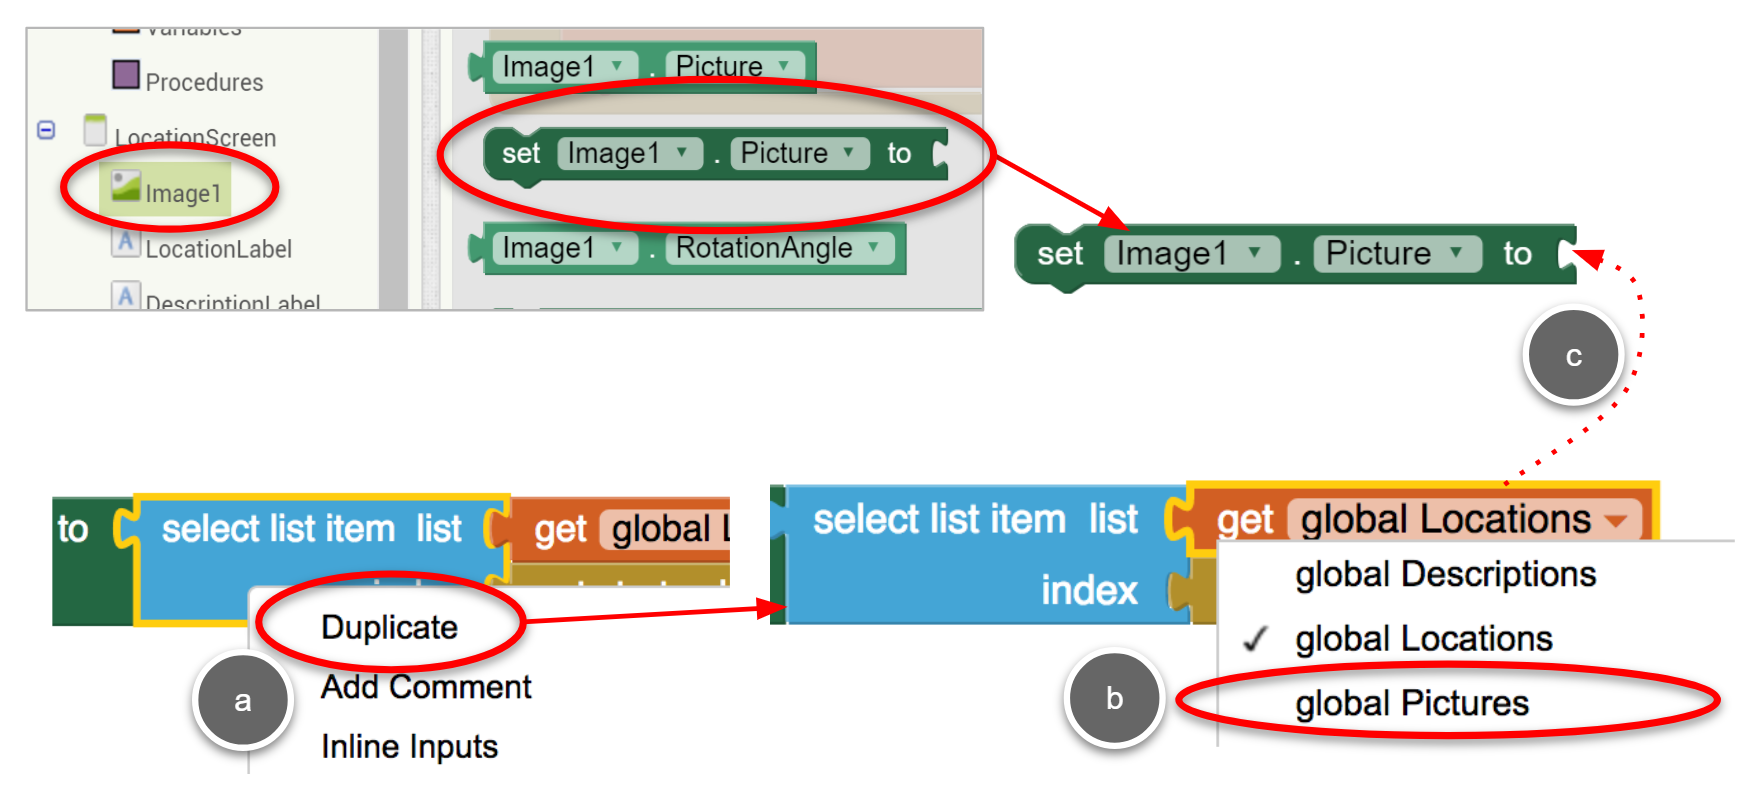 Variables
Procedures
LocationScreen
Image1
LocationLabel
DescriptionLabel
Image1 . Picture
set Image1 . Picture to
Image1 . RotationAngle
set Image1 . Picture to
c
to select list item list get global L
Duplicate
Add Comment
Inline Inputs
a
select list item list get global Locations
index
global Descriptions
✓ global Locations
global Pictures
b